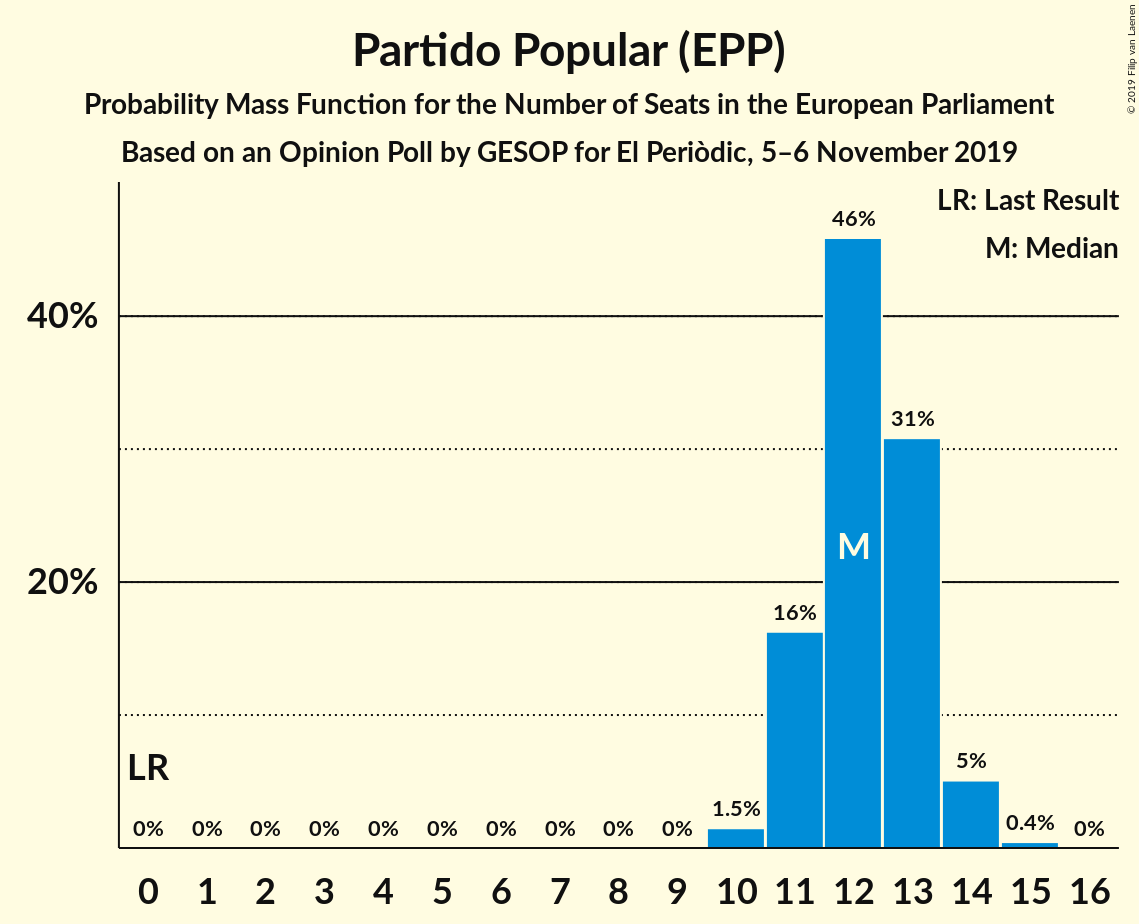 Partido Popular (EPP)
Probability Mass Function for the Number of Seats in the European Parliament
Based on an Opinion Poll by GESOP for El Periòdic, 5–6 November 2019
© 2019 Filip van Laenen
LR: Last Result
M: Median
46%
40%
31%
M
20%
16%
LR
5%
0% 0% 0% 0% 0% 0% 0% 0% 0% 0% 1.5% 0.4% 0%
0 1 2 3 4 5 6 7 8 9 10 11 12 13 14 15 16